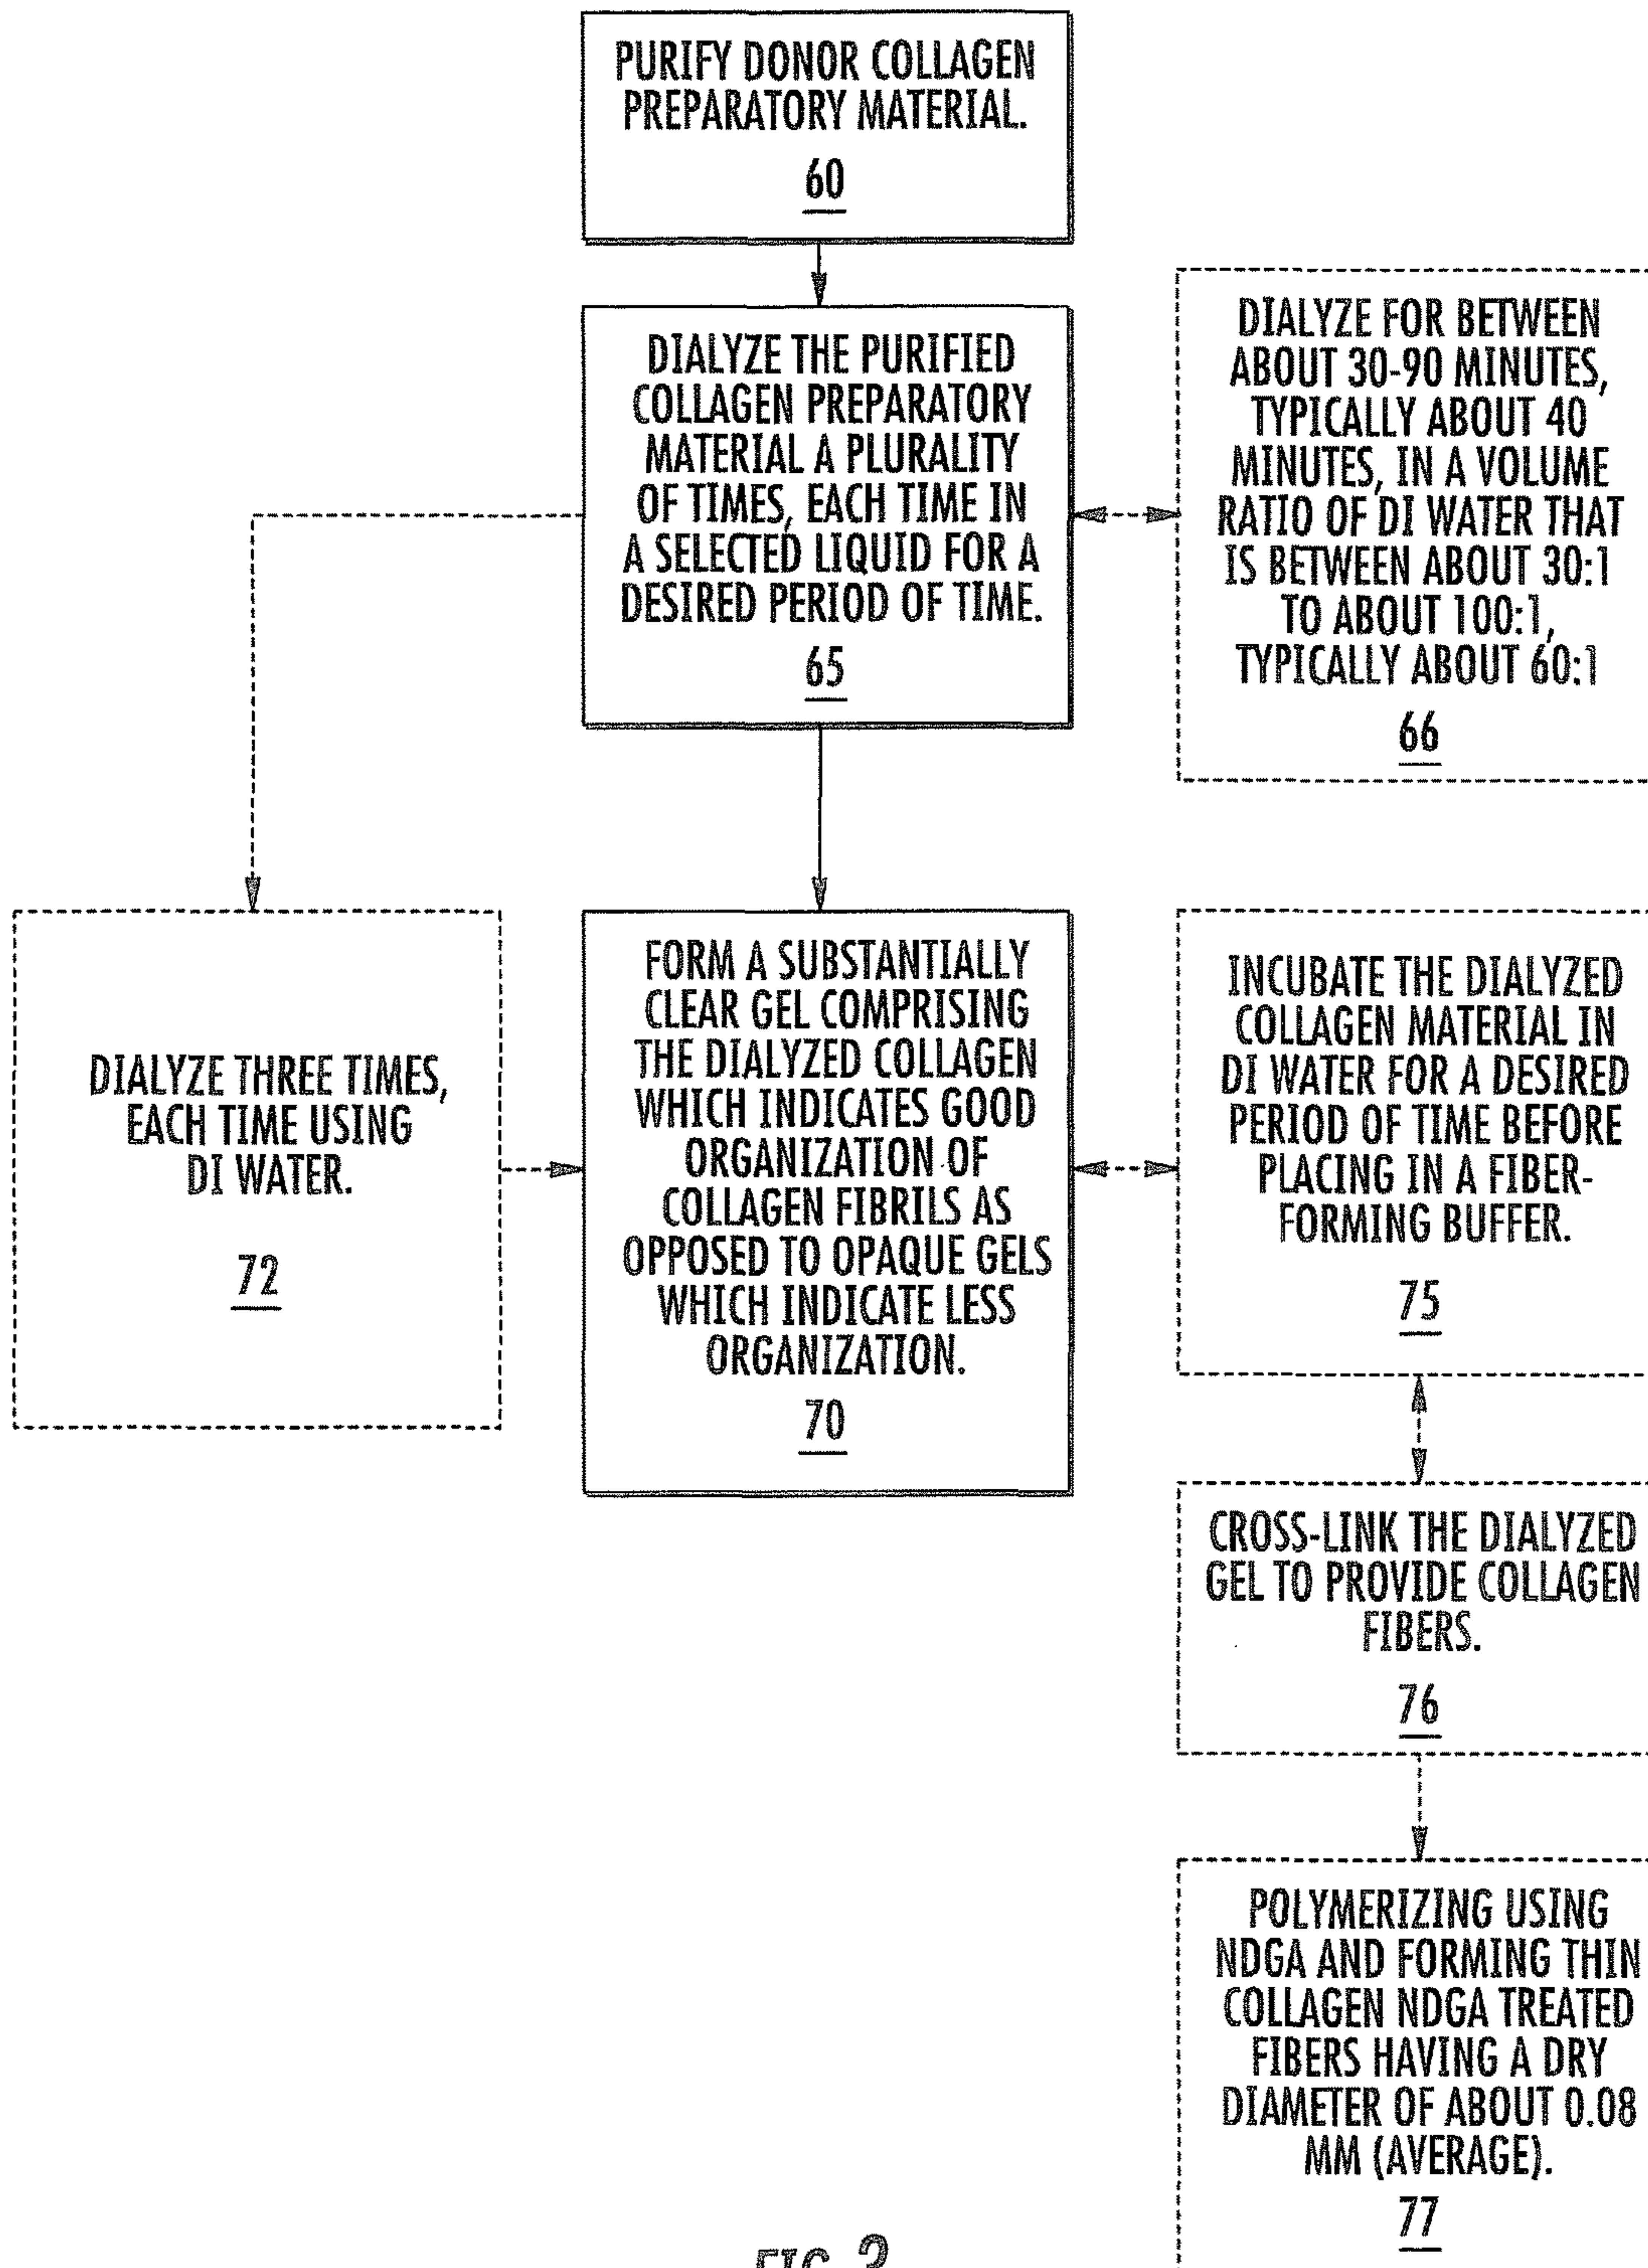 PURIFY DONOR COLLAGEN
PREPARATORY MATERIAL.
60
DIALYZE THE PURIFIED
COLLAGEN PREPARATORY
MATERIAL A PLURALITY
OF TIMES, EACH TIME IN
A SELECTED LIQUID FOR A
DESIRED PERIOD OF TIME.
65
DIALYZE FOR BETWEEN
ABOUT 30-90 MINUTES,
TYPICALLY ABOUT 40
MINUTES, IN A VOLUME
RATIO OF DI WATER THAT
IS BETWEEN ABOUT 30:1
TO ABOUT 100:1,
TYPICALLY ABOUT 60:1
66
DIALYZE THREE TIMES,
EACH TIME USING
DI WATER.
72
FORM A SUBSTANTIALLY
CLEAR GEL COMPRISING
THE DIALYZED COLLAGEN
WHICH INDICATES GOOD
ORGANIZATION OF
COLLAGEN FIBRILS AS
OPPOSED TO OPAQUE GELS
WHICH INDICATE LESS
ORGANIZATION.
70
INCUBATE THE DIALYZED
COLLAGEN MATERIAL IN
DI WATER FOR A DESIRED
PERIOD OF TIME BEFORE
PLACING IN A FIBER-
FORMING BUFFER.
75
CROSS-LINK THE DIALYZED
GEL TO PROVIDE COLLAGEN
FIBERS.
76
POLYMERIZING USING
NDGA AND FORMING THIN
COLLAGEN NDGA TREATED
FIBERS HAVING A DRY
DIAMETER OF ABOUT 0.08
MM (AVERAGE).
77